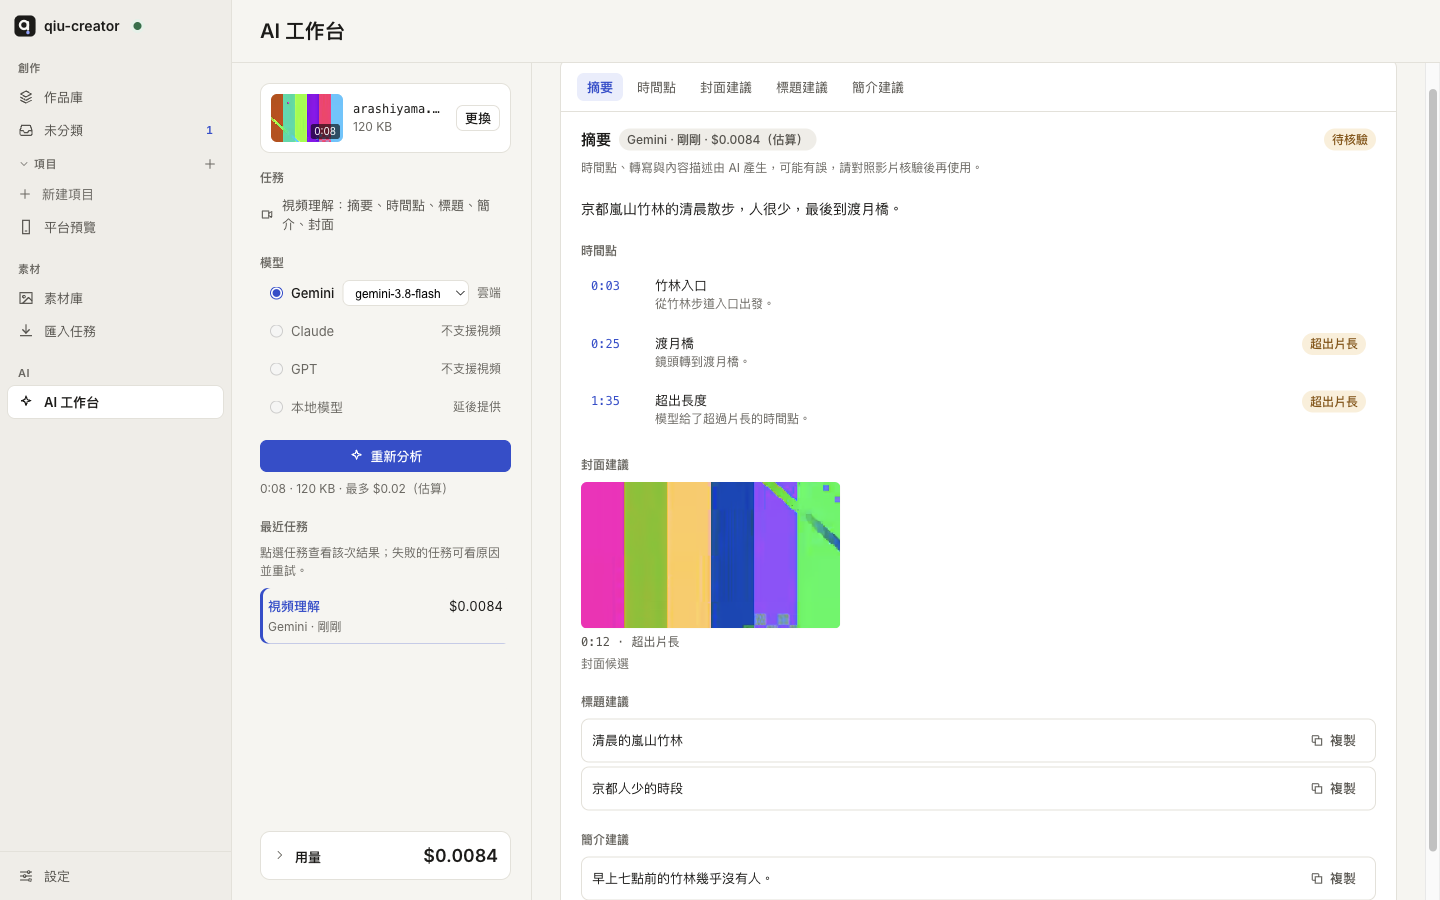 qiu-creator
創作
作品庫
未分類 1
項目
新建項目
平台預覽
素材
素材庫
匯入任務
AI
AI 工作台
設定
AI 工作台
0:08
arashiyama.…
120 KB
更換
任務
視頻理解：摘要、時間點、標題、簡
介、封面
模型
Gemini gemini-3.8-flash 雲端
Claude 不支援視頻
GPT 不支援視頻
本地模型 延後提供
重新分析
0:08 · 120 KB · 最多 $0.02（估算）
最近任務
點選任務查看該次結果；失敗的任務可看原因
並重試。
視頻理解 $0.0084
Gemini · 剛剛
用量 $0.0084
摘要 時間點 封面建議 標題建議 簡介建議
摘要 Gemini · 剛剛 · $0.0084（估算） 待核驗
時間點、轉寫與內容描述由 AI 產生，可能有誤，請對照影片核驗後再使用。
京都嵐山竹林的清晨散步，人很少，最後到渡月橋。
時間點
0:03 竹林入口
從竹林步道入口出發。
0:25 渡月橋 超出片長
鏡頭轉到渡月橋。
1:35 超出長度 超出片長
模型給了超過片長的時間點。
封面建議
0:12 · 超出片長
封面候選
標題建議
清晨的嵐山竹林 複製
京都人少的時段 複製
簡介建議
早上七點前的竹林幾乎沒有人。 複製